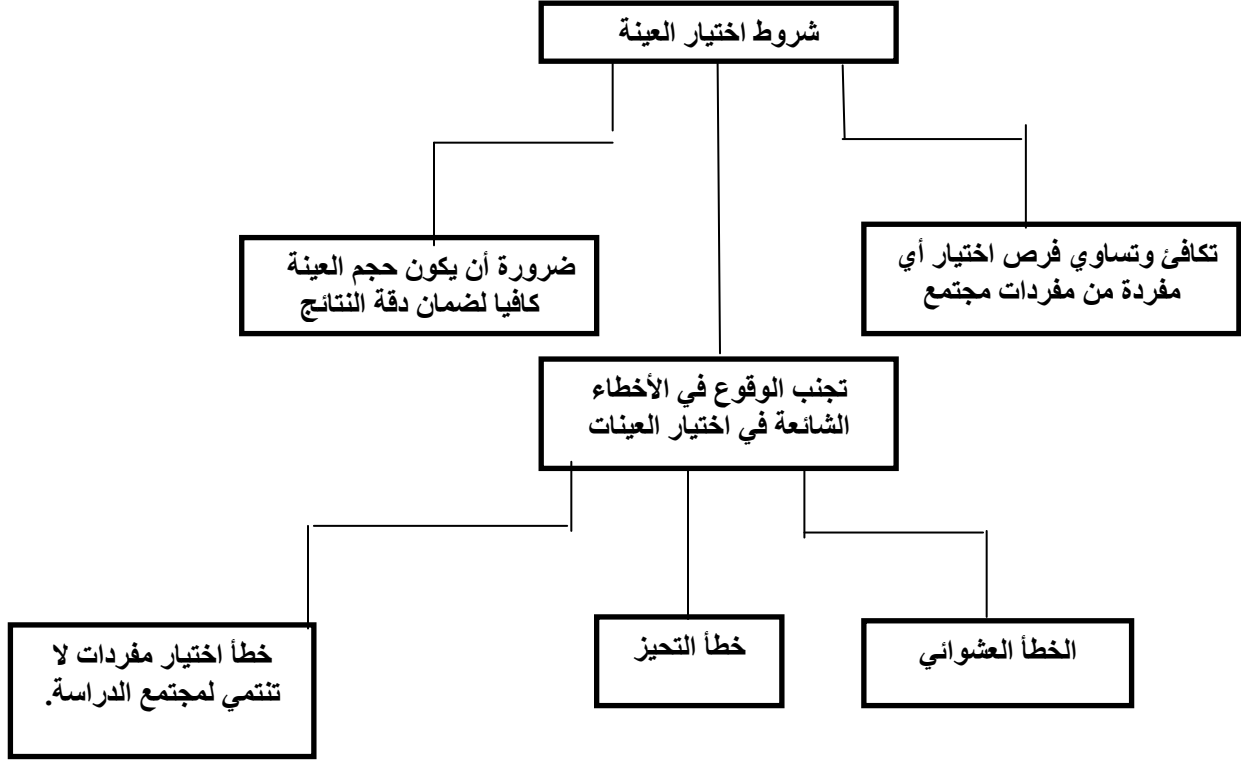 شروط اختيار العينة
تكافئ وتساوي فرص اختيار أي
مفردة من مفردات مجتمع
ضرورة أن يكون حجم العينة
كافيا لضمان دقة النتائج
تجنب الوقوع في الأخطاء
الشائعة في اختيار العينات
الخطأ العشوائي
خطأ التحيز
خطأ اختيار مفردات لا
تنتمي لمجتمع الدراسة.